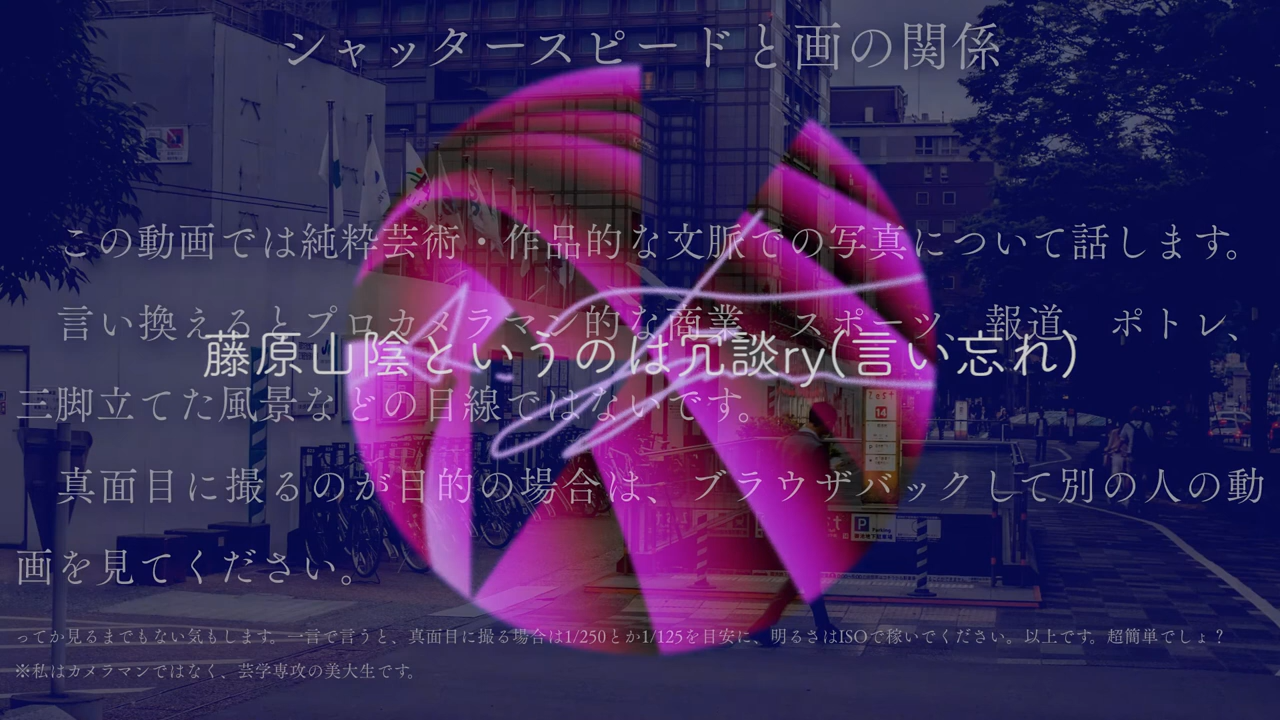 シャッタースピードと画の関係
この動画では純粋芸術・作品的な文脈での写真について話します。
言い換えるとプロカメラマン的な商業、スポーツ、報道、ポトレ、
藤原山陰というのは冗談ry(言い忘れ)
三脚立てた風景などの目線ではないです。
真面目に撮るのが目的の場合は、ブラウザバックして別の人の動
画を見てください。
ってか見るまでもない気もします。一言で言うと、真面目に撮る場合は1/250とか1/125を目安に、明るさはISOで稼いでください。以上です。超簡単でしょ？
※私はカメラマンではなく、芸学専攻の美大生です。
14
P Parking